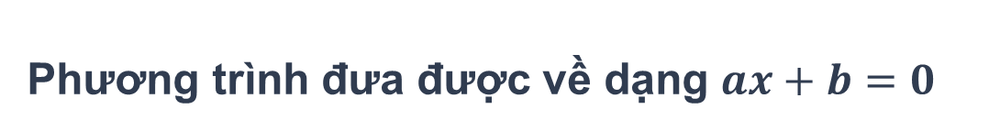 Phương trình đưa được về dạng ax + b = 0